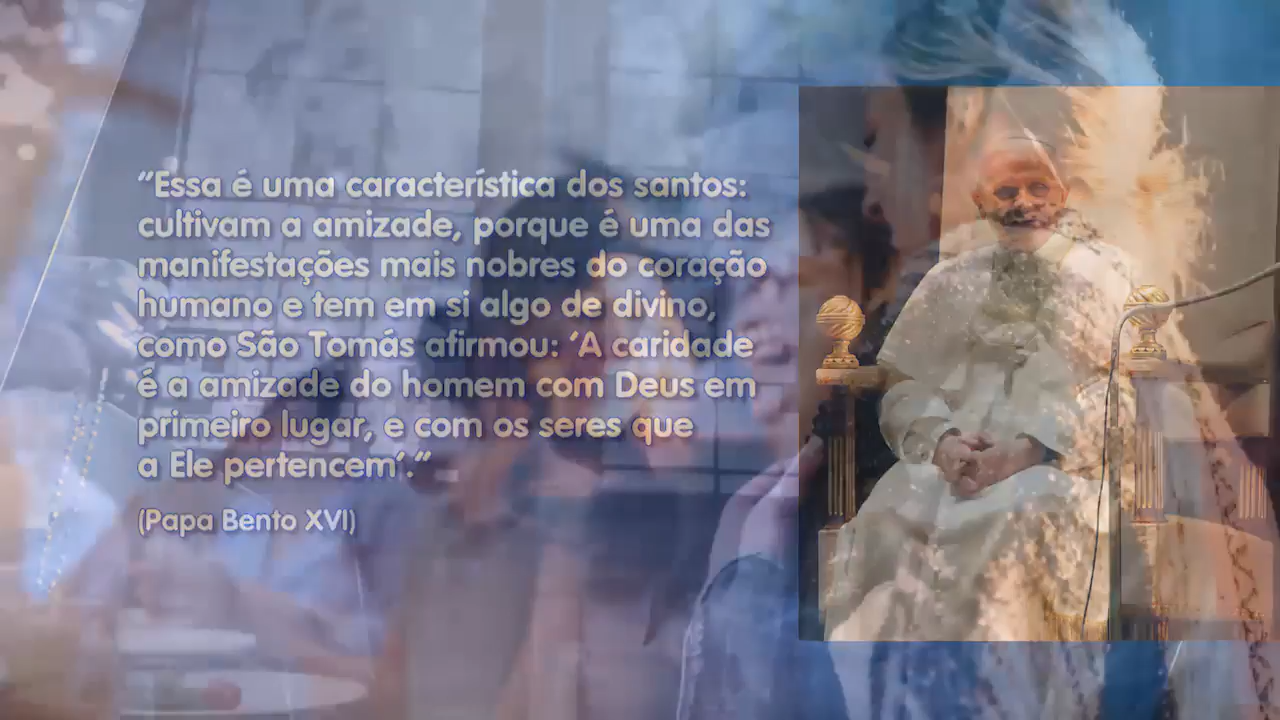 “Essa é uma característica dos santos:
cultivam a amizade, porque é uma das
manifestações mais nobres do coração
humano e tem em si algo de divino,
como São Tomás afirmou: ‘A caridade
é a amizade do homem com Deus em
primeiro lugar, e com os seres que
a Ele pertencem’.”
(Papa Bento XVI)